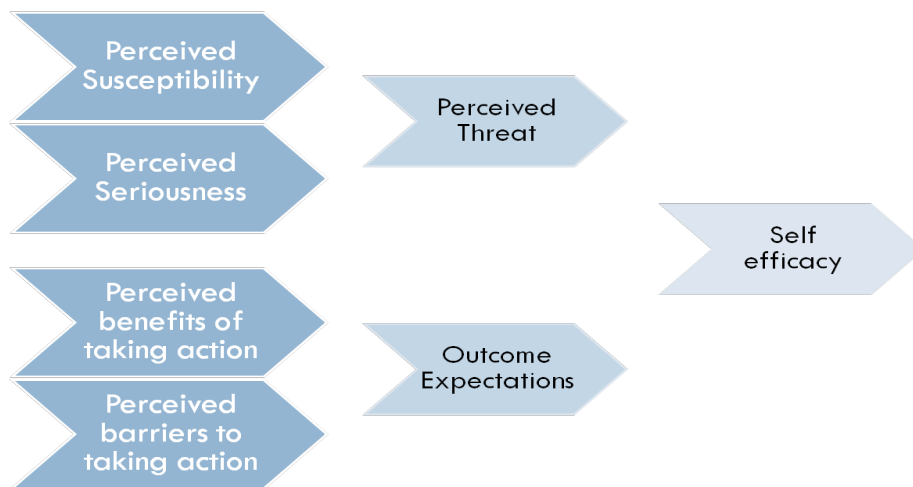 Perceived
Susceptibility
Perceived
Seriousness
Perceived
Threat
Perceived
benefits of
taking action
Perceived
barriers to
taking action
Outcome
Expectations
Self
efficacy